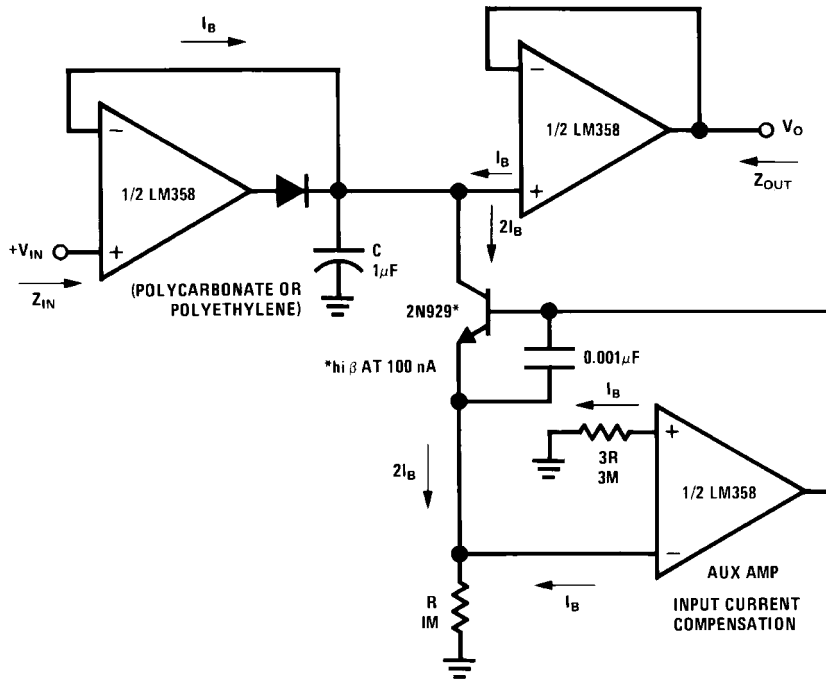 I_B
−
1/2 LM358
+
+V_IN
Z_IN
C
1µF
(POLYCARBONATE OR
POLYETHYLENE)
−
1/2 LM358
+
I_B
V_O
Z_OUT
2I_B
2N929*
*hi β AT 100 nA
0.001µF
I_B
+
3R
3M
1/2 LM358
−
2I_B
I_B
AUX AMP
INPUT CURRENT
COMPENSATION
R
IM